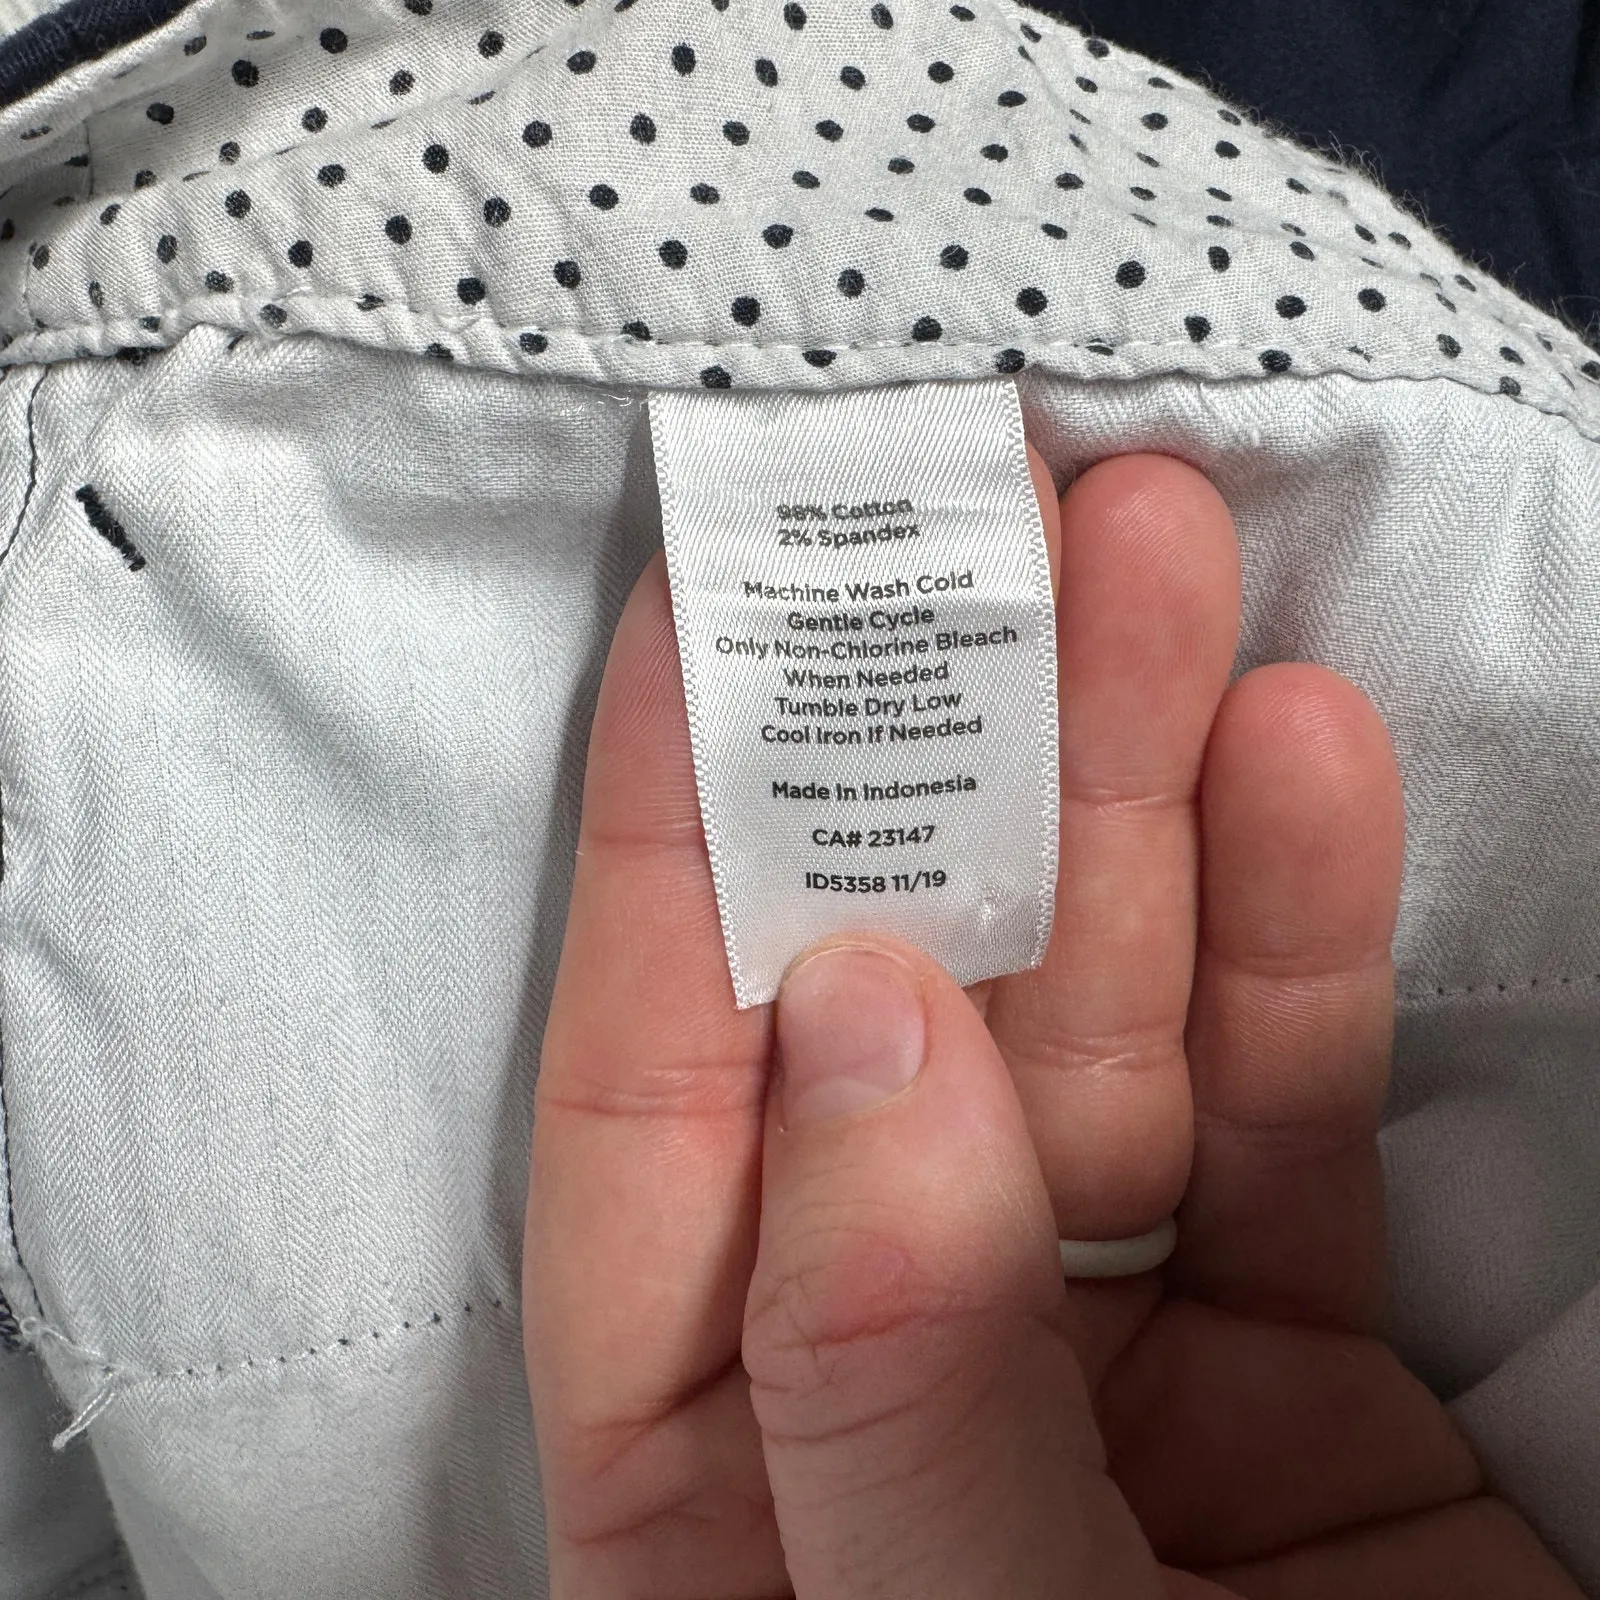 98% Cotton
2% Spandex
Machine Wash Cold
Gentle Cycle
Only Non-Chlorine Bleach
When Needed
Tumble Dry Low
Cool Iron If Needed
Made In Indonesia
CA# 23147
ID5358 11/19